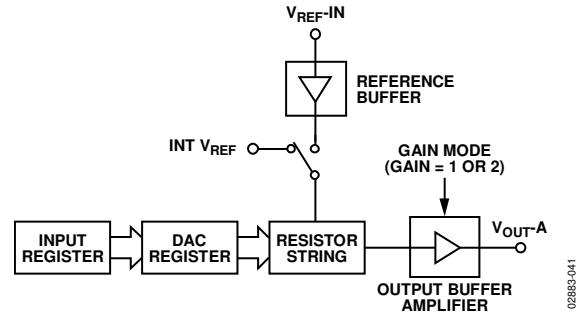 VREF-IN
REFERENCE
BUFFER
INT VREF
GAIN MODE
(GAIN = 1 OR 2)
INPUT
REGISTER
DAC
REGISTER
RESISTOR
STRING
VOUT-A
OUTPUT BUFFER
AMPLIFIER
02883-041